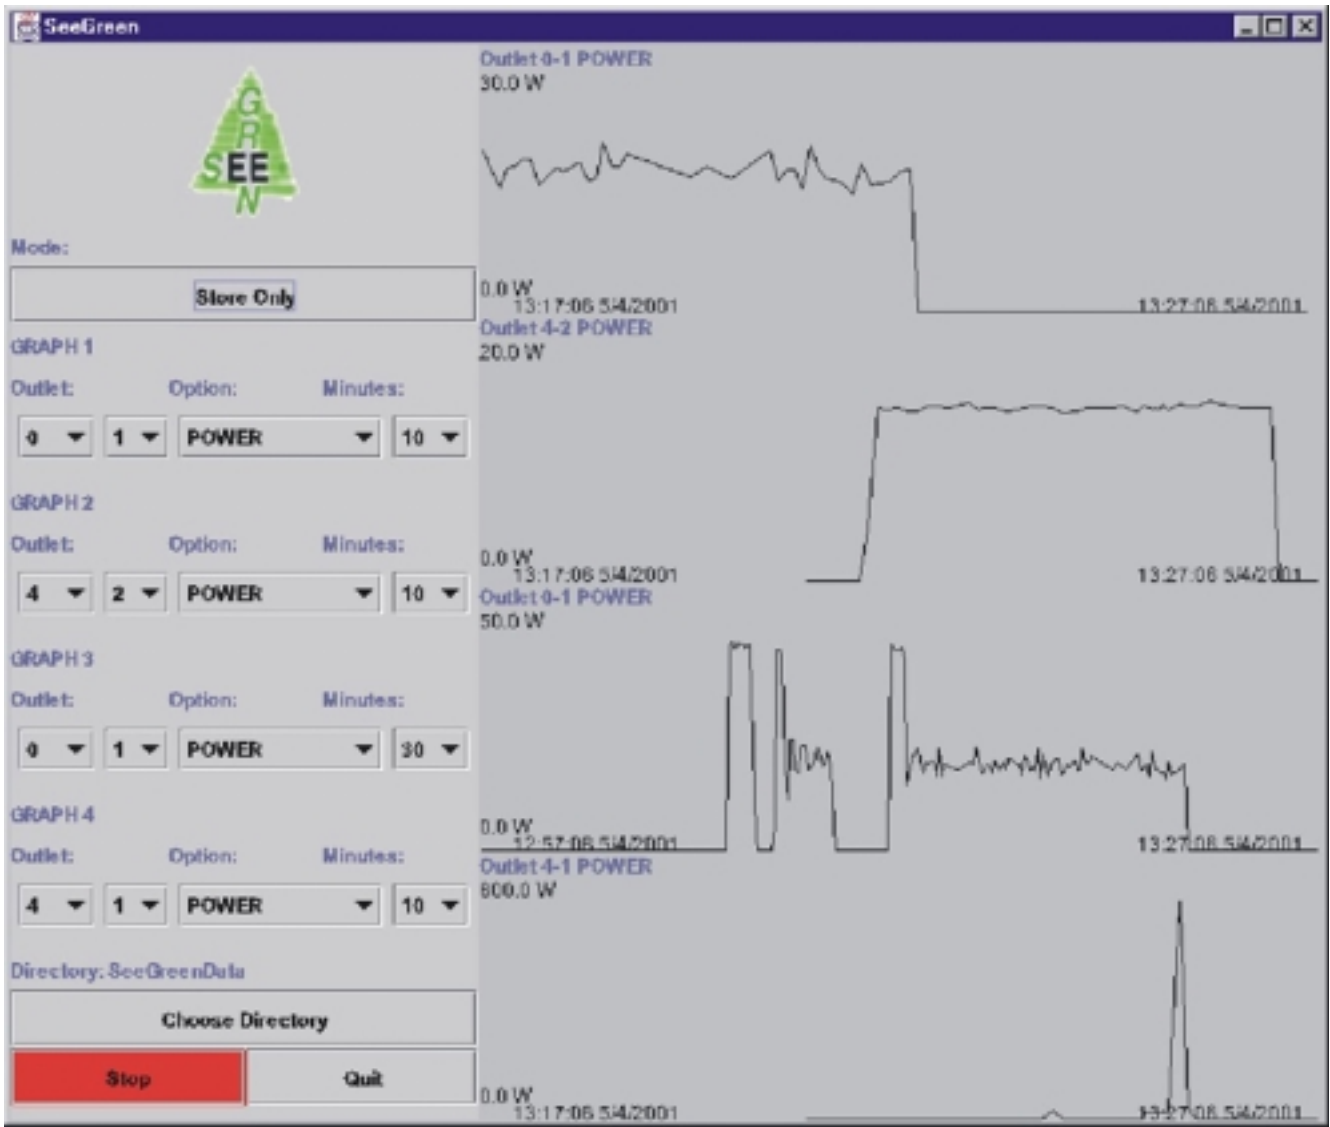 SeeGreen
GREEN
SEE
Mode:
Store Only
GRAPH 1
Outlet: Option: Minutes:
0 1 POWER 10
GRAPH 2
Outlet: Option: Minutes:
4 2 POWER 10
GRAPH 3
Outlet: Option: Minutes:
0 1 POWER 30
GRAPH 4
Outlet: Option: Minutes:
4 1 POWER 10
Directory: SeeGreenData
Choose Directory
Stop Quit
Outlet 0-1 POWER
30.0 W
0.0 W
13:17:06 5/4/2001 13:27:06 5/4/2001
Outlet 4-2 POWER
20.0 W
0.0 W
13:17:06 5/4/2001 13:27:06 5/4/2001
Outlet 0-1 POWER
50.0 W
0.0 W
12:57:06 5/4/2001 13:27:06 5/4/2001
Outlet 4-1 POWER
600.0 W
0.0 W
13:17:06 5/4/2001 13:27:06 5/4/2001